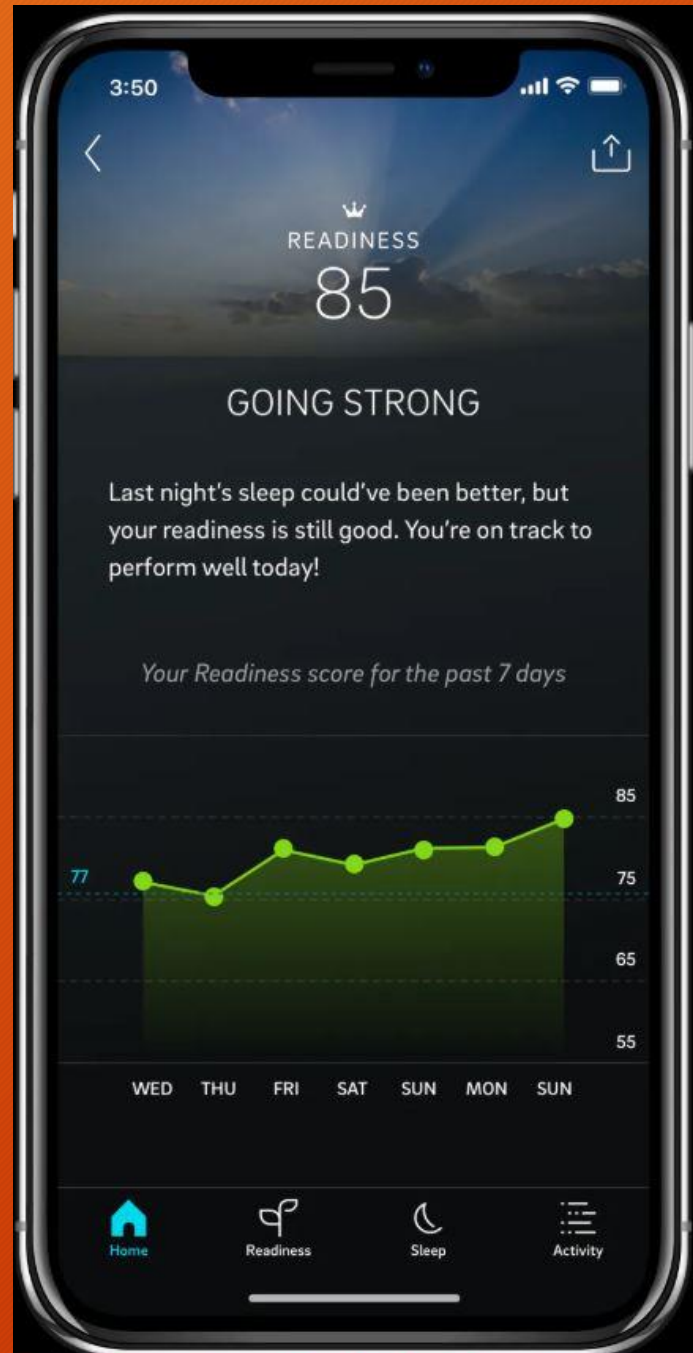 3:50
READINESS
85
GOING STRONG
Last night's sleep could've been better, but
your readiness is still good. You're on track to
perform well today!
Your Readiness score for the past 7 days
85
77
75
65
55
WED THU FRI SAT SUN MON SUN
Home Readiness Sleep Activity